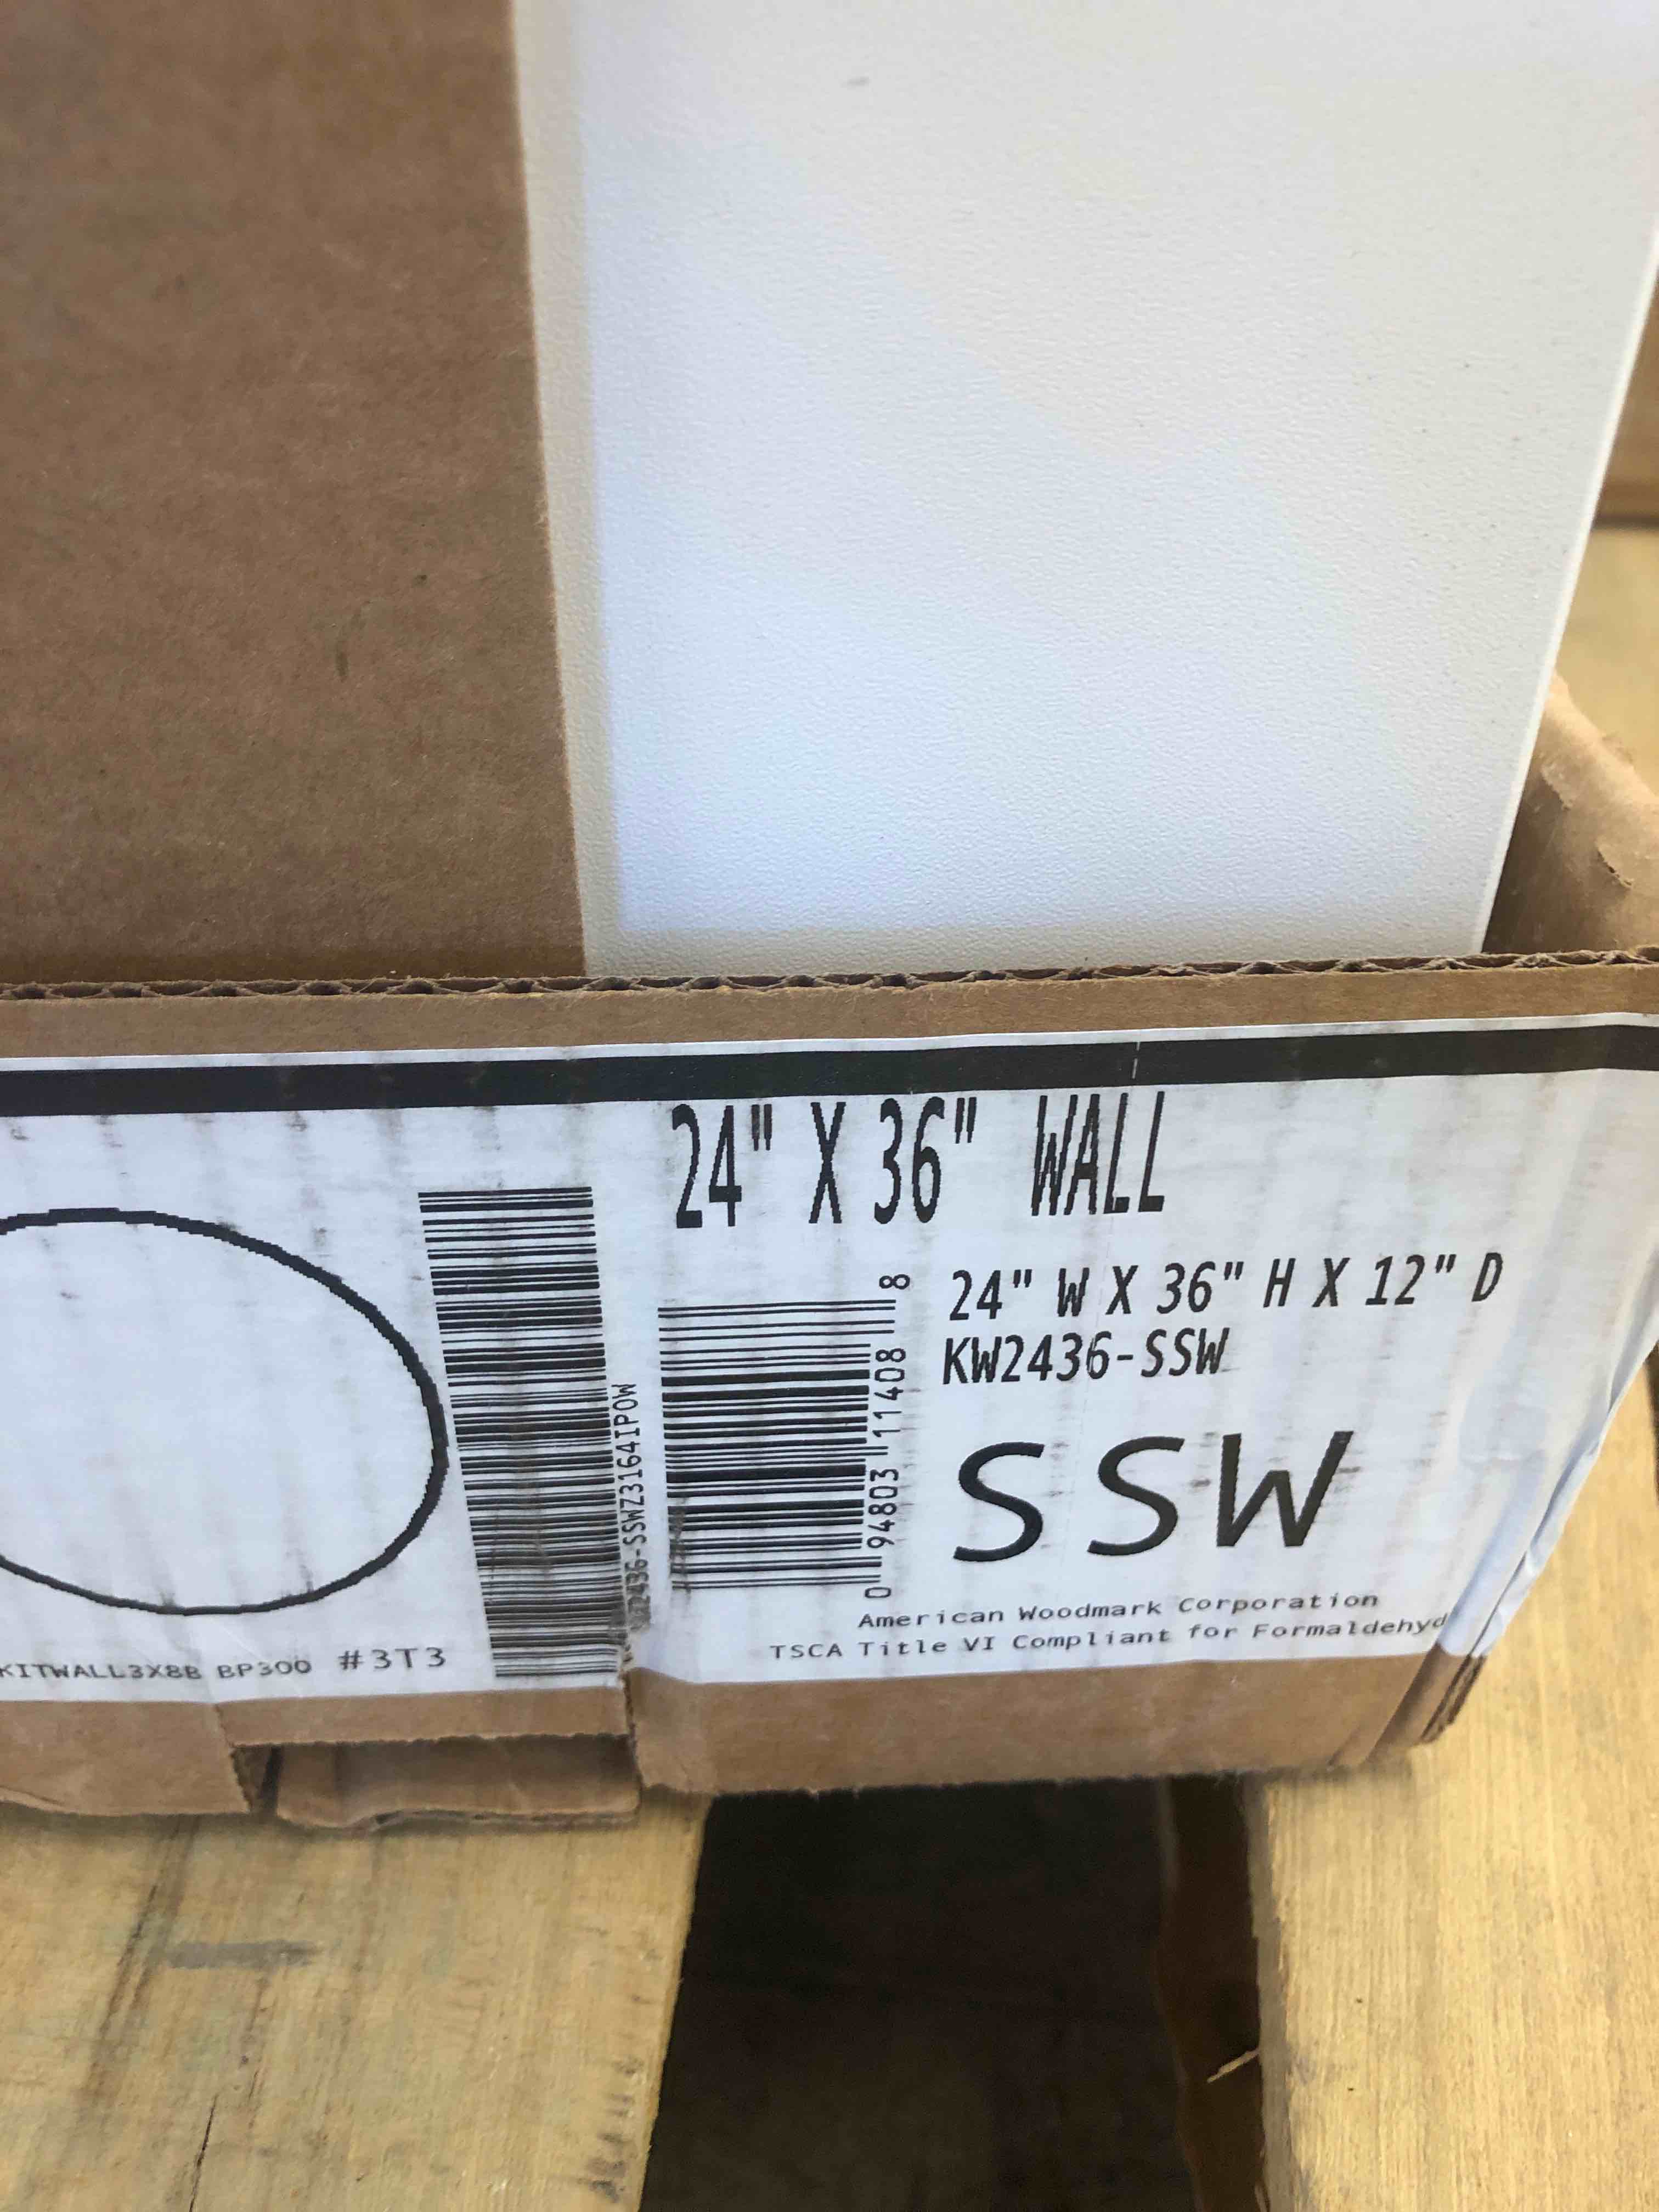 24" X 36" WALL
24" W X 36" H X 12" D
KW2436-SSW
SSW
0 94803 11408 8
American Woodmark Corporation
TSCA Title VI Compliant for Formaldehyd
KITWALL3X8B BP300 #3T3